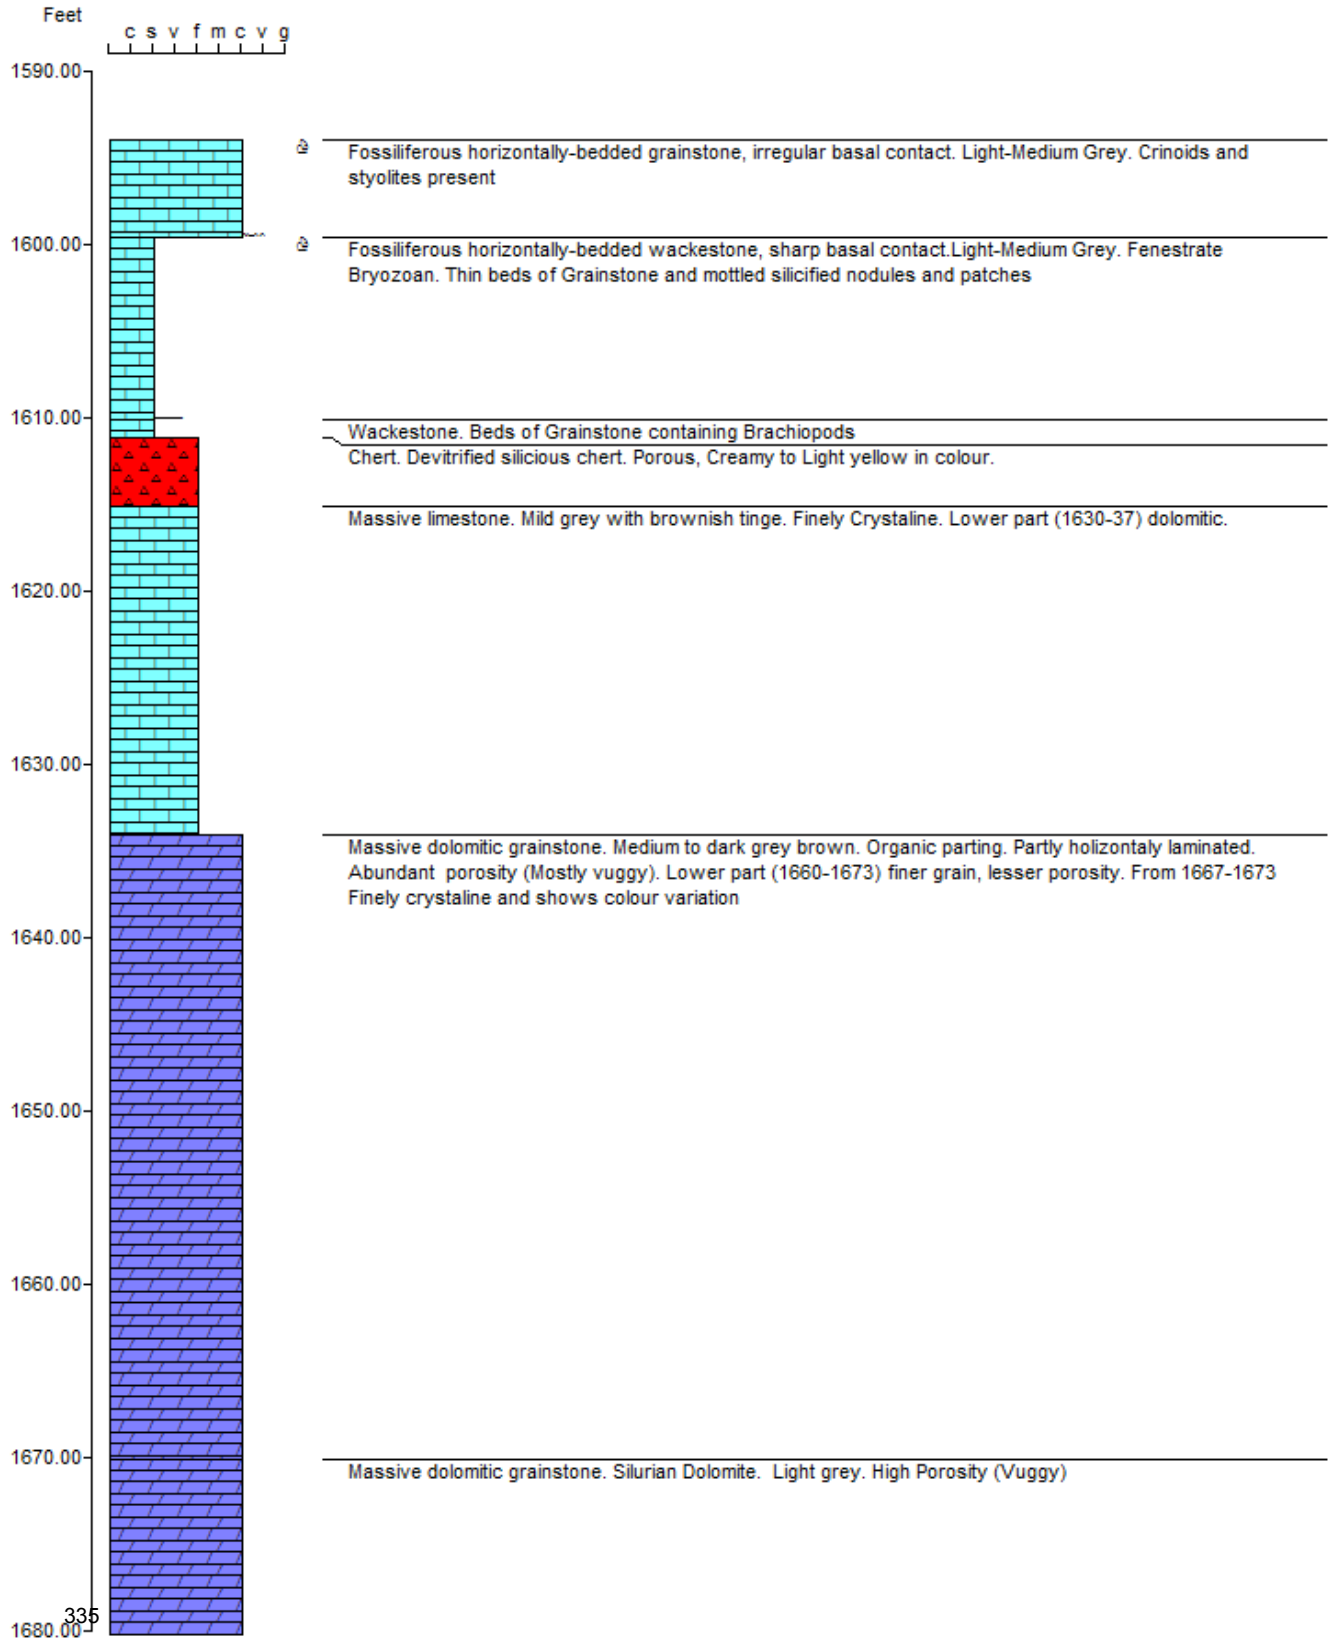 Feet
c s v f m c v g
1590.00
Fossiliferous horizontally-bedded grainstone, irregular basal contact. Light-Medium Grey. Crinoids and
styolites present
1600.00
Fossiliferous horizontally-bedded wackestone, sharp basal contact.Light-Medium Grey. Fenestrate
Bryozoan. Thin beds of Grainstone and mottled silicified nodules and patches
1610.00
Wackestone. Beds of Grainstone containing Brachiopods
Chert. Devitrified silicious chert. Porous, Creamy to Light yellow in colour.
Massive limestone. Mild grey with brownish tinge. Finely Crystaline. Lower part (1630-37) dolomitic.
1620.00
1630.00
Massive dolomitic grainstone. Medium to dark grey brown. Organic parting. Partly holizontaly laminated.
Abundant porosity (Mostly vuggy). Lower part (1660-1673) finer grain, lesser porosity. From 1667-1673
Finely crystaline and shows colour variation
1640.00
1650.00
1660.00
1670.00
Massive dolomitic grainstone. Silurian Dolomite. Light grey. High Porosity (Vuggy)
335
1680.00